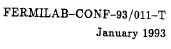 FERMILAB-CONF-93/011-T
January 1993